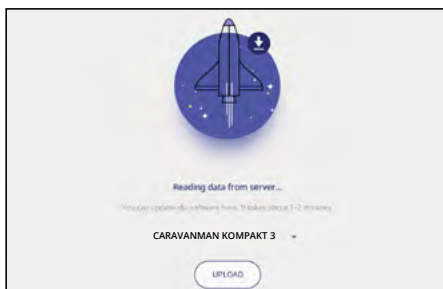 Reading data from server...
You can update du software here. It takes about 1-2 minutes
CARAVANMAN KOMPAKT 3
UPLOAD